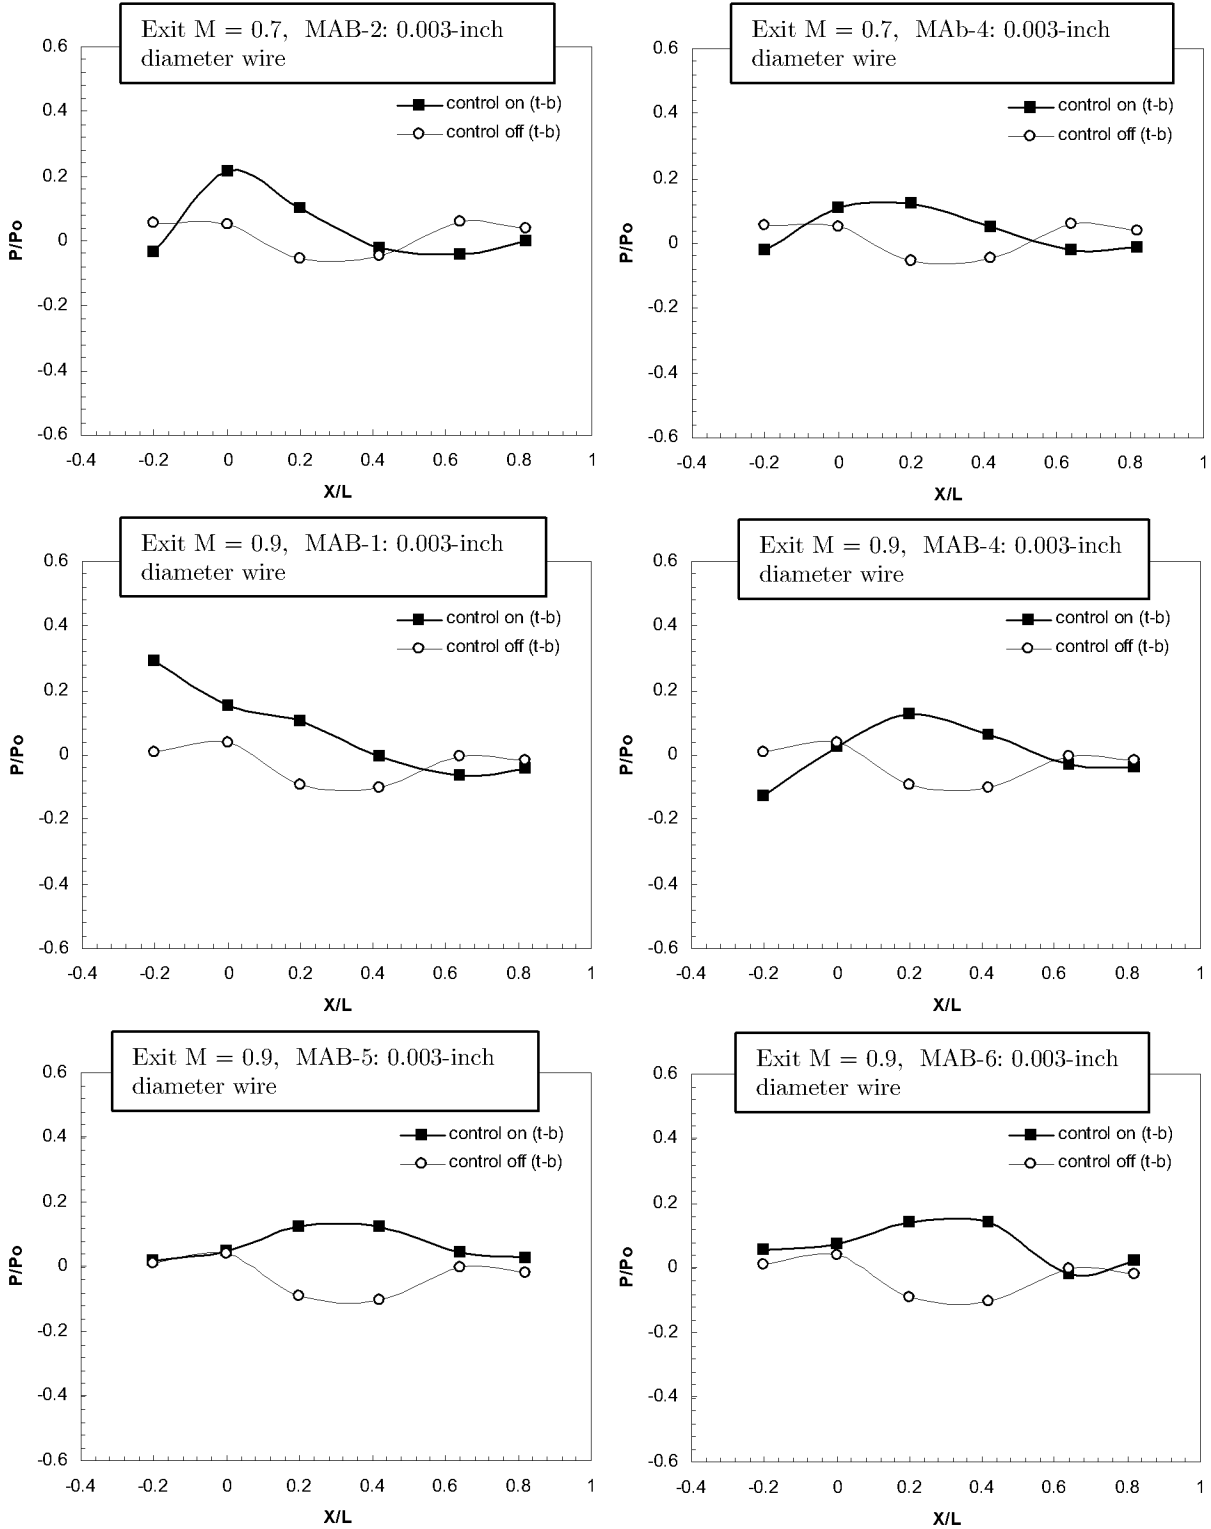 Exit M = 0.7, MAB-2: 0.003-inch
diameter wire
control on (t-b)
control off (t-b)
0.6
0.4
0.2
0
-0.2
-0.4
-0.6
P/Po
-0.4 -0.2 0 0.2 0.4 0.6 0.8 1
X/L
Exit M = 0.7, MAb-4: 0.003-inch
diameter wire
control on (t-b)
control off (t-b)
0.6
0.4
0.2
0
-0.2
-0.4
-0.6
P/Po
-0.4 -0.2 0 0.2 0.4 0.6 0.8 1
X/L
Exit M = 0.9, MAB-1: 0.003-inch
diameter wire
control on (t-b)
control off (t-b)
0.6
0.4
0.2
0
-0.2
-0.4
-0.6
P/Po
-0.4 -0.2 0 0.2 0.4 0.6 0.8 1
X/L
Exit M = 0.9, MAB-4: 0.003-inch
diameter wire
control on (t-b)
control off (t-b)
0.6
0.4
0.2
0
-0.2
-0.4
-0.6
P/Po
-0.4 -0.2 0 0.2 0.4 0.6 0.8 1
X/L
Exit M = 0.9, MAB-5: 0.003-inch
diameter wire
control on (t-b)
control off (t-b)
0.6
0.4
0.2
0
-0.2
-0.4
-0.6
P/Po
-0.4 -0.2 0 0.2 0.4 0.6 0.8 1
X/L
Exit M = 0.9, MAB-6: 0.003-inch
diameter wire
control on (t-b)
control off (t-b)
0.6
0.4
0.2
0
-0.2
-0.4
-0.6
P/Po
-0.4 -0.2 0 0.2 0.4 0.6 0.8 1
X/L